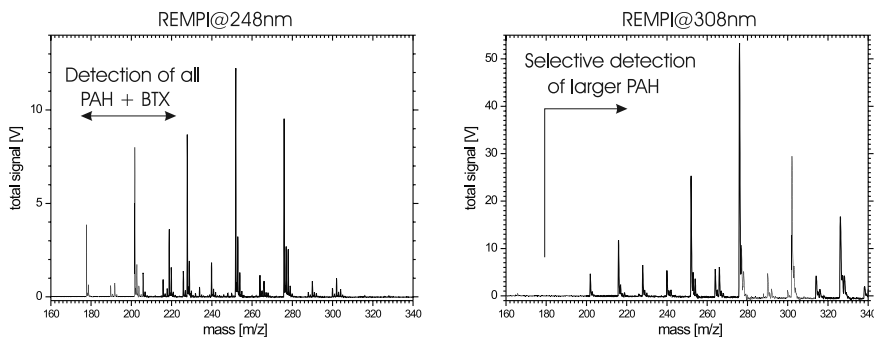 REMPI@248nm
Detection of all
PAH + BTX
total signal [V]
10
5
0
160 180 200 220 240 260 280 300 320 340
mass [m/z]
REMPI@308nm
Selective detection
of larger PAH
total signal [V]
50
40
30
20
10
0
160 180 200 220 240 260 280 300 320 340
mass [m/z]